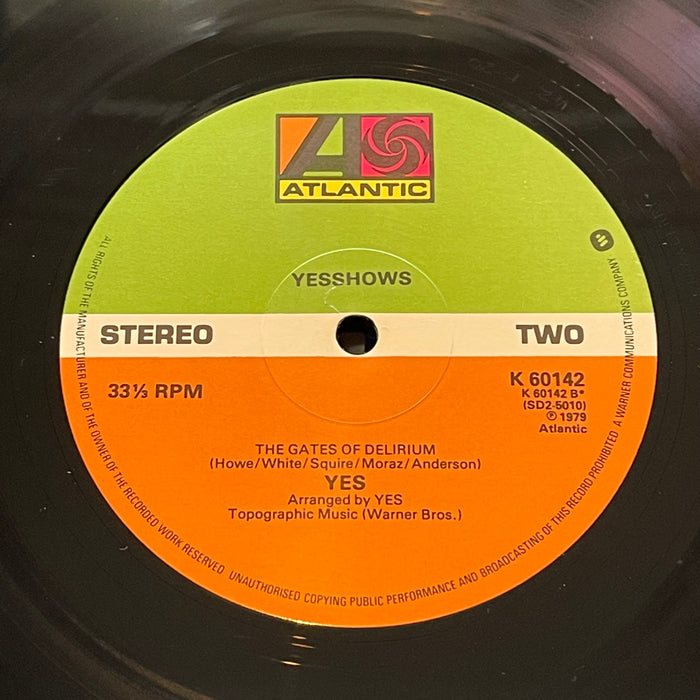 ATLANTIC
YESSHOWS
STEREO
TWO
33⅓ RPM
K 60142
K 60142 B*
(SD2-5010)
Ⓟ 1979
Atlantic
THE GATES OF DELIRIUM
(Howe/White/Squire/Moraz/Anderson)
YES
Arranged by YES
Topographic Music (Warner Bros.)
ALL RIGHTS OF THE MANUFACTURER AND OF THE OWNER OF THE RECORDED WORK RESERVED UNAUTHORISED COPYING PUBLIC PERFORMANCE AND BROADCASTING OF THIS RECORD PROHIBITED A WARNER COMMUNICATIONS COMPANY